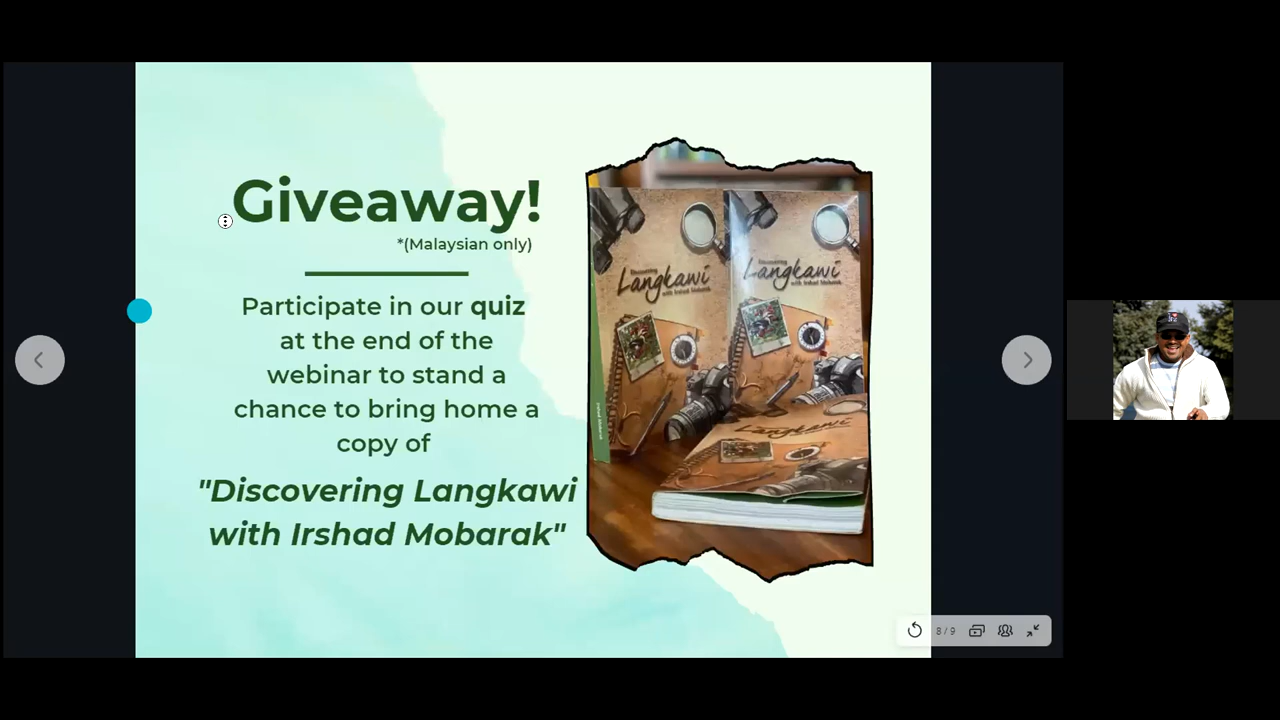 Giveaway!
*(Malaysian only)
Participate in our quiz
at the end of the
webinar to stand a
chance to bring home a
copy of
"Discovering Langkawi
with Irshad Mobarak"
Discovering
Langkawi
with Irshad Mobarak
Discovering
Langkawi
with Irshad Mobarak
Langkawi
8 / 9